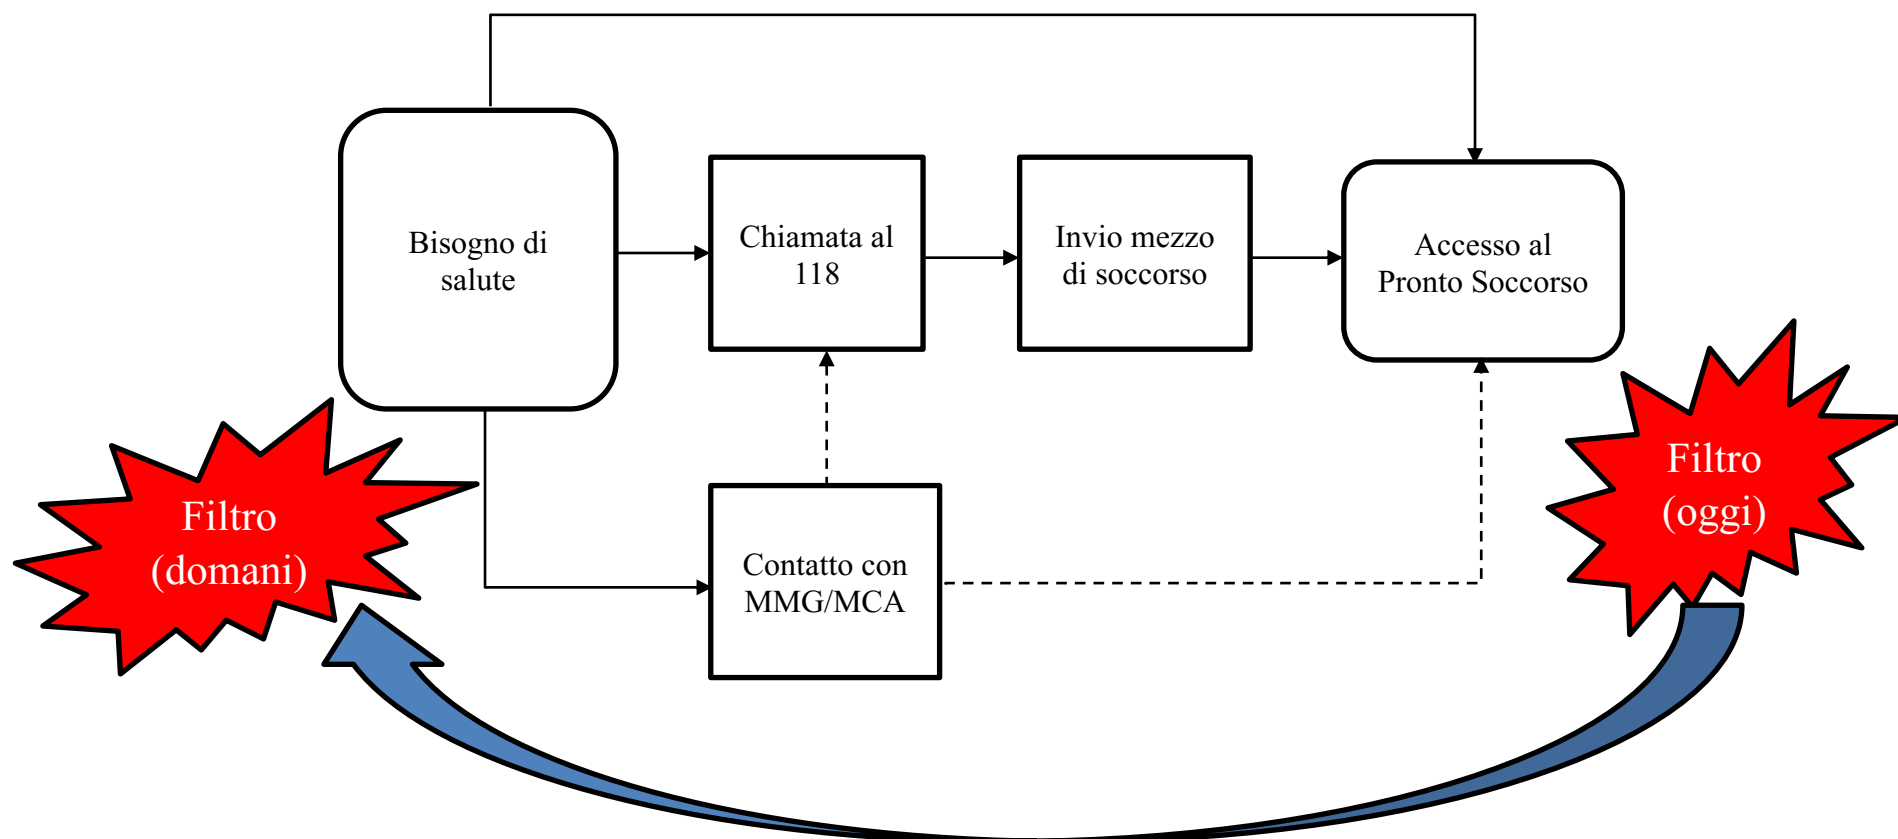 Bisogno di
salute
Chiamata al
118
Invio mezzo
di soccorso
Accesso al
Pronto Soccorso
Filtro
(domani)
Contatto con
MMG/MCA
Filtro
(oggi)